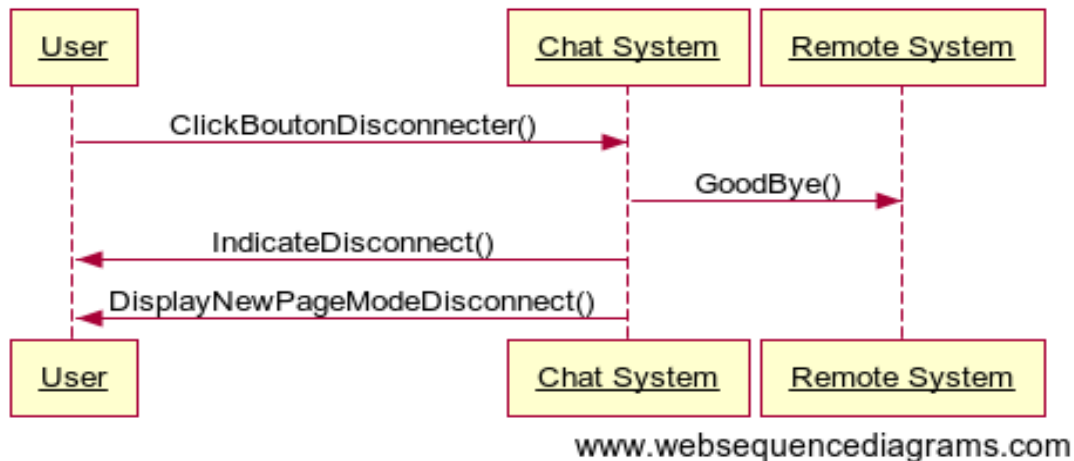 User Chat System Remote System
ClickBoutonDisconnecter()
GoodBye()
IndicateDisconnect()
DisplayNewPageModeDisconnect()
User Chat System Remote System
www.websequencediagrams.com